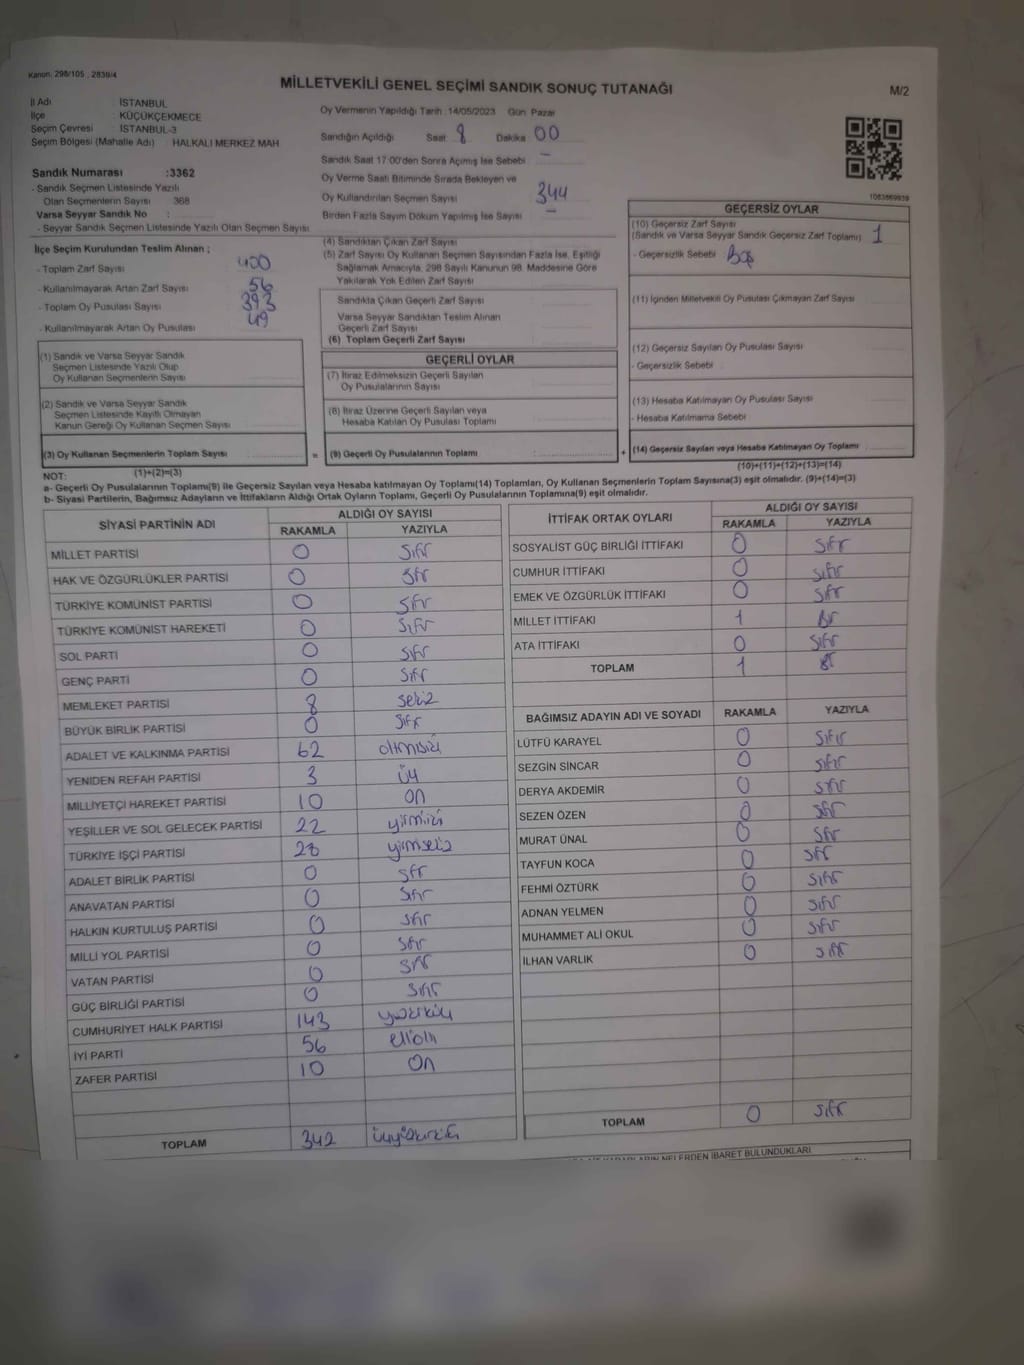 Kanon. 298/105 , 2839/4
MİLLETVEKİLİ GENEL SEÇİMİ SANDIK SONUÇ TUTANAĞI
M/2
İl Adı : İSTANBUL
İlçe : KÜÇÜKÇEKMECE
Seçim Çevresi : İSTANBUL-3
Seçim Bölgesi (Mahalle Adı) HALKALI MERKEZ MAH
Oy Vermenin Yapıldığı Tarih : 14/05/2023 Gün Pazar
Sandığın Açıldığı Saat 8 Dakika 00
Sandık Saat 17:00'den Sonra Açımış İse Sebebi : -
Oy Verme Saati Bitiminde Sırada Bekleyen ve
Oy Kullandırılan Seçmen Sayısı 344
Birden Fazla Sayım Döküm Yapılmış İse Sayısı -
Sandık Numarası :3362
- Sandık Seçmen Listesinde Yazılı
Olan Seçmenlerin Sayısı 368
Varsa Seyyar Sandık No :
- Seyyar Sandık Seçmen Listesinde Yazılı Olan Seçmen Sayısı
1083869939
İlçe Seçim Kurulundan Teslim Alınan ;
- Toplam Zarf Sayısı 400
- Kullanılmayarak Artan Zarf Sayısı 56
- Toplam Oy Pusulası Sayısı 393
- Kullanılmayarak Artan Oy Pusulası 49
(1) Sandık ve Varsa Seyyar Sandık
Seçmen Listesinde Yazılı Olup
Oy Kullanan Seçmenlerin Sayısı
(2) Sandık ve Varsa Seyyar Sandık
Seçmen Listesinde Kayıtlı Olmayan
Kanun Gereği Oy Kullanan Seçmen Sayısı
(3) Oy Kullanan Seçmenlerin Toplam Sayısı =
(1)+(2)=(3)
(4) Sandıktan Çıkan Zarf Sayısı
(5) Zarf Sayısı Oy Kullanan Seçmen Sayısından Fazla İse, Eşitliği
Sağlamak Amacıyla, 298 Sayılı Kanunun 98. Maddesine Göre
Yakılarak Yok Edilen Zarf Sayısı
Sandıkta Çıkan Geçerli Zarf Sayısı
Varsa Seyyar Sandıktan Teslim Alınan
Geçerli Zarf Sayısı
(6) Toplam Geçerli Zarf Sayısı
GEÇERLİ OYLAR
(7) İtiraz Edilmeksizin Geçerli Sayılan
Oy Pusulalarının Sayısı
(8) İtiraz Üzerine Geçerli Sayılan veya
Hesaba Katılan Oy Pusulası Toplamı
(9) Geçerli Oy Pusulalarının Toplamı : +
GEÇERSİZ OYLAR
(10) Geçersiz Zarf Sayısı
(Sandık ve Varsa Seyyar Sandık Geçersiz Zarf Toplamı) 1
- Geçersizlik Sebebi : Boş
(11) İçinden Milletvekili Oy Pusulası Çıkmayan Zarf Sayısı
(12) Geçersiz Sayılan Oy Pusulası Sayısı
- Geçersizlik Sebebi :
(13) Hesaba Katılmayan Oy Pusulası Sayısı
- Hesaba Katılmama Sebebi
(14) Geçersiz Sayılan veya Hesaba Katılmayan Oy Toplamı
(10)+(11)+(12)+(13)=(14)
NOT:
a- Geçerli Oy Pusulalarının Toplamı(9) ile Geçersiz Sayılan veya Hesaba katılmayan Oy Toplamı(14) Toplamları, Oy Kullanan Seçmenlerin Toplam Sayısına(3) eşit olmalıdır. (9)+(14)=(3)
b- Siyasi Partilerin, Bağımsız Adayların ve İttifakların Aldığı Ortak Oyların Toplamı, Geçerli Oy Pusulalarının Toplamına(9) eşit olmalıdır.
SİYASİ PARTİNİN ADI ALDIĞI OY SAYISI
RAKAMLA YAZIYLA
MİLLET PARTİSİ 0 Sıfır
HAK VE ÖZGÜRLÜKLER PARTİSİ 0 Sıfır
TÜRKİYE KOMÜNİST PARTİSİ 0 Sıfır
TÜRKİYE KOMÜNİST HAREKETİ 0 Sıfır
SOL PARTİ 0 Sıfır
GENÇ PARTİ 0 Sıfır
MEMLEKET PARTİSİ 8 sekiz
BÜYÜK BİRLİK PARTİSİ 0 Sıfır
ADALET VE KALKINMA PARTİSİ 62
YENİDEN REFAH PARTİSİ 3 üç
MİLLİYETÇİ HAREKET PARTİSİ 10 on
YEŞİLLER VE SOL GELECEK PARTİSİ 22
TÜRKİYE İŞÇİ PARTİSİ 28
ADALET BİRLİK PARTİSİ 0 Sıfır
ANAVATAN PARTİSİ 0 Sıfır
HALKIN KURTULUŞ PARTİSİ 0 Sıfır
MİLLİ YOL PARTİSİ 0 Sıfır
VATAN PARTİSİ 0 Sıfır
GÜÇ BİRLİĞİ PARTİSİ 0 Sıfır
CUMHURİYET HALK PARTİSİ 143
İYİ PARTİ 56
ZAFER PARTİSİ 10 On
TOPLAM 342
İTTİFAK ORTAK OYLARI ALDIĞI OY SAYISI
RAKAMLA YAZIYLA
SOSYALİST GÜÇ BİRLİĞİ İTTİFAKI 0 Sıfır
CUMHUR İTTİFAKI 0 Sıfır
EMEK VE ÖZGÜRLÜK İTTİFAKI 0 Sıfır
MİLLET İTTİFAKI 1 Bir
ATA İTTİFAKI 0 Sıfır
TOPLAM 1 Bir
BAĞIMSIZ ADAYIN ADI VE SOYADI RAKAMLA YAZIYLA
LÜTFÜ KARAYEL 0 Sıfır
SEZGİN SİNCAR 0 Sıfır
DERYA AKDEMİR 0 Sıfır
SEZEN ÖZEN 0 Sıfır
MURAT ÜNAL 0 Sıfır
TAYFUN KOCA 0 Sıfır
FEHMİ ÖZTÜRK 0 Sıfır
ADNAN YELMEN 0 Sıfır
MUHAMMET ALİ OKUL 0 Sıfır
İLHAN VARLIK 0 Sıfır
TOPLAM 0 Sıfır
NELERDEN İBARET BULUNDUKLARI